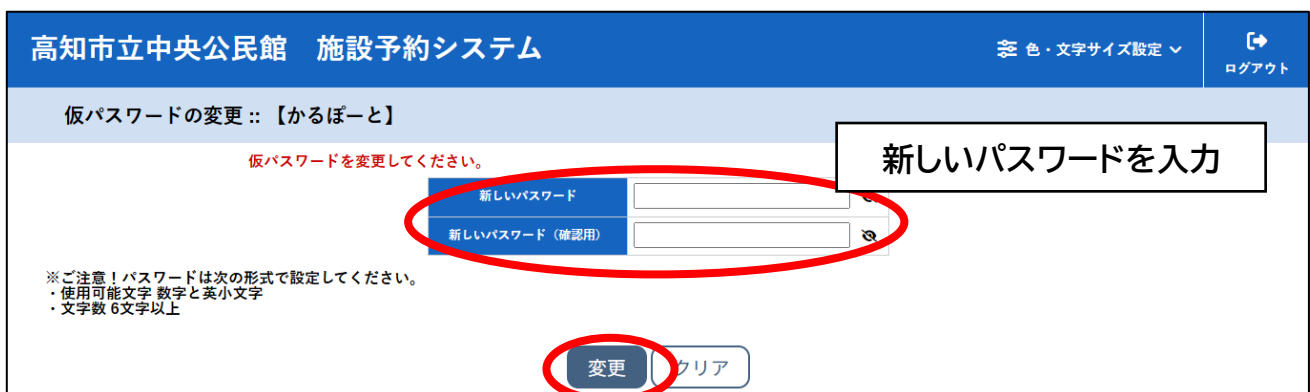 高知市立中央公民館　施設予約システム
色・文字サイズ設定
ログアウト
仮パスワードの変更 :: 【かるぽーと】
新しいパスワードを入力
仮パスワードを変更してください。
新しいパスワード
新しいパスワード（確認用）
※ご注意！パスワードは次の形式で設定してください。
・使用可能文字 数字と英小文字
・文字数 6文字以上
変更
クリア